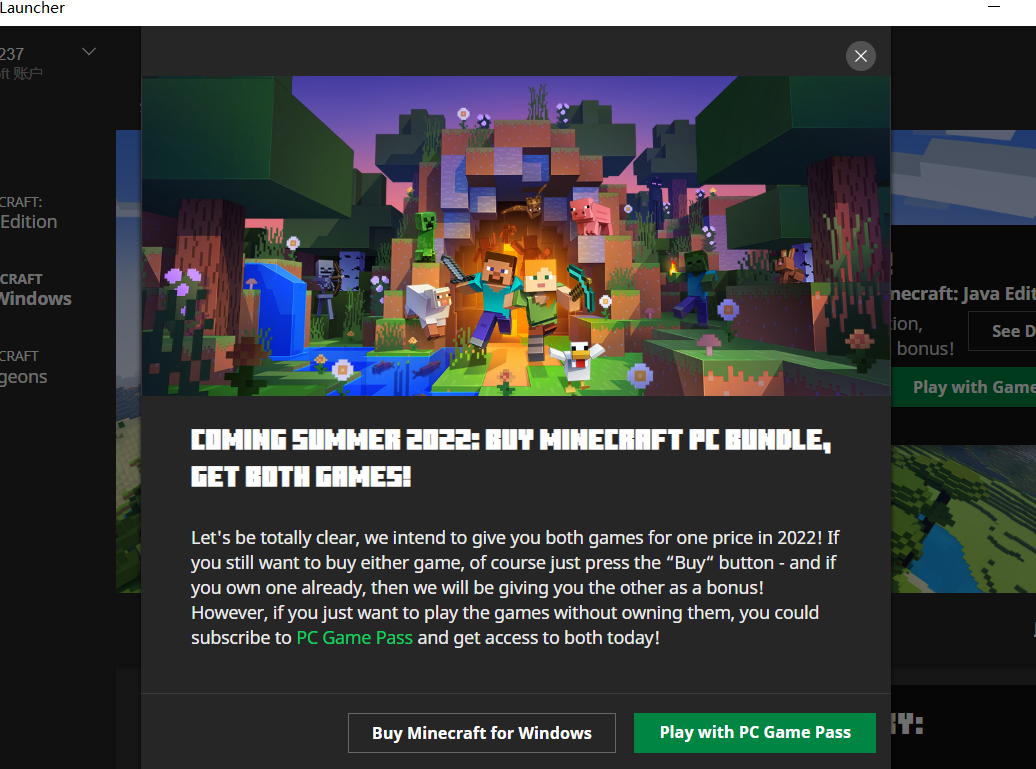 Launcher
237
ft 账户
CRAFT:
Edition
CRAFT
Windows
CRAFT
geons
COMING SUMMER 2022: BUY MINECRAFT PC BUNDLE,
GET BOTH GAMES!
Let's be totally clear, we intend to give you both games for one price in 2022! If
you still want to buy either game, of course just press the “Buy“ button - and if
you own one already, then we will be giving you the other as a bonus!
However, if you just want to play the games without owning them, you could
subscribe to PC Game Pass and get access to both today!
Buy Minecraft for Windows
Play with PC Game Pass
necraft: Java Edit
ion,
bonus!
See D
Play with Game
Y: